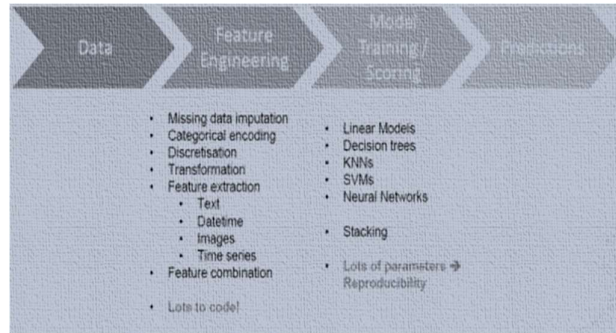 Data
Feature
Engineering
Model
Training /
Scoring
Predictions
• Missing data imputation
• Categorical encoding
• Discretisation
• Transformation
• Feature extraction
• Text
• Datetime
• Images
• Time series
• Feature combination
• Lots to code!
• Linear Models
• Decision trees
• KNNs
• SVMs
• Neural Networks
• Stacking
• Lots of parameters →
Reproducibility